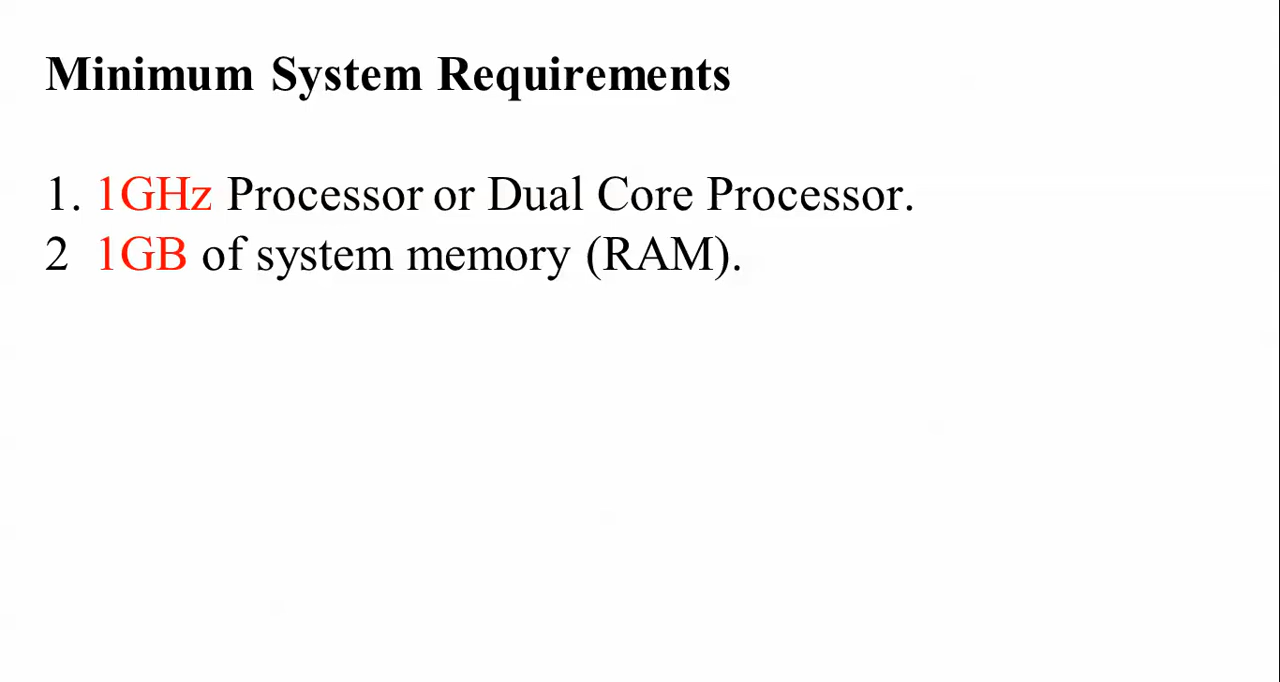 Minimum System Requirements
1. 1GHz Processor or Dual Core Processor.
2 1GB of system memory (RAM).